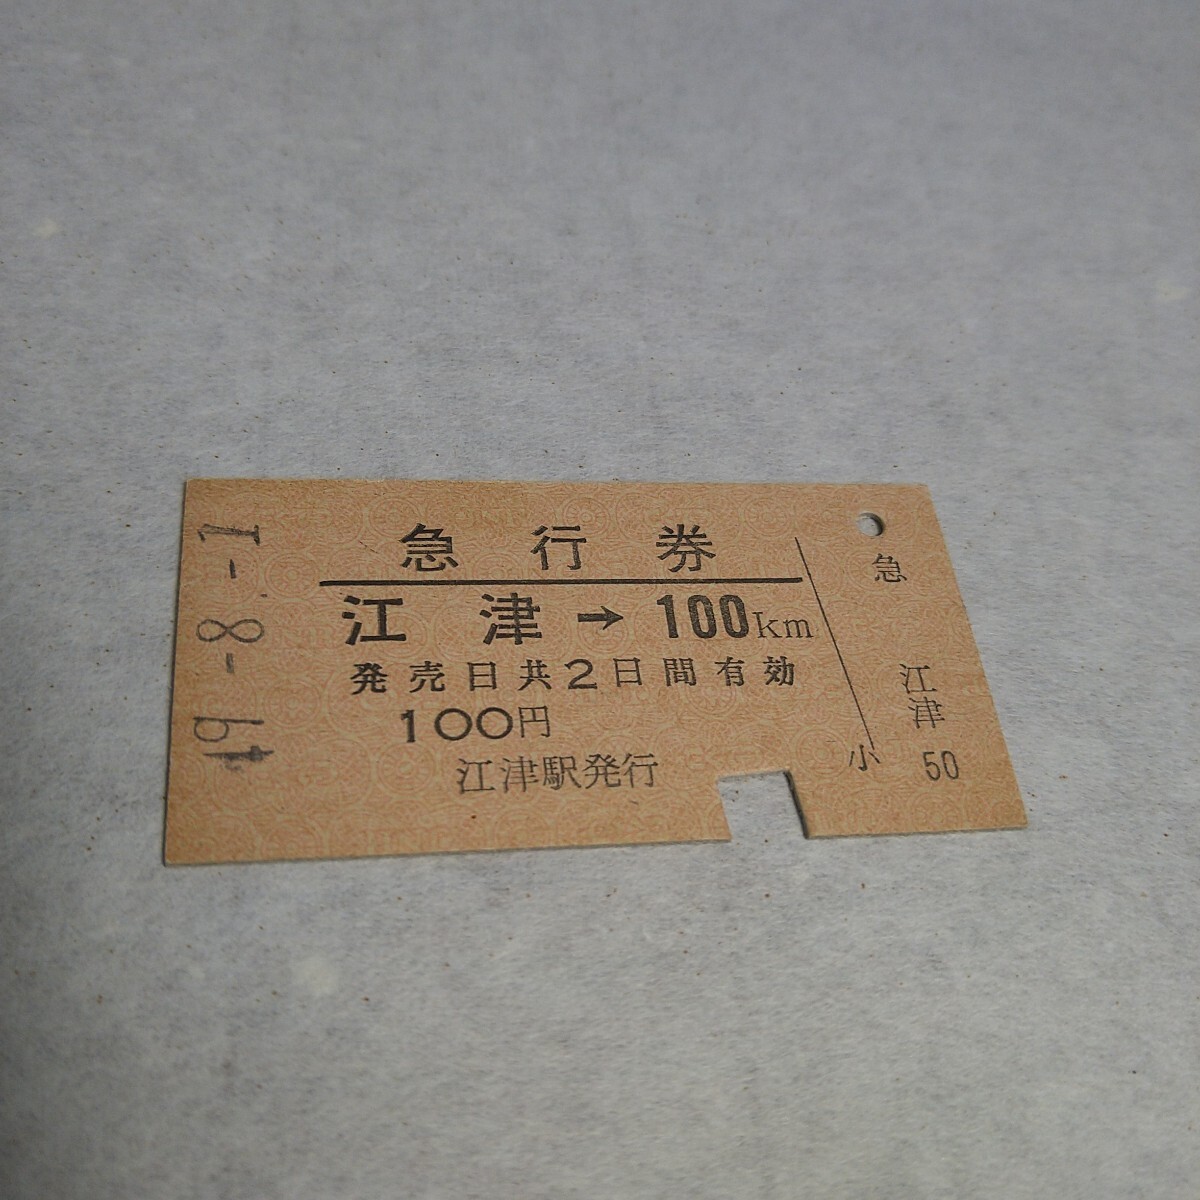 49-8.-1
急行券
江津→100km
発売日共2日間有効
100円
江津駅発行
急
江津
小 50